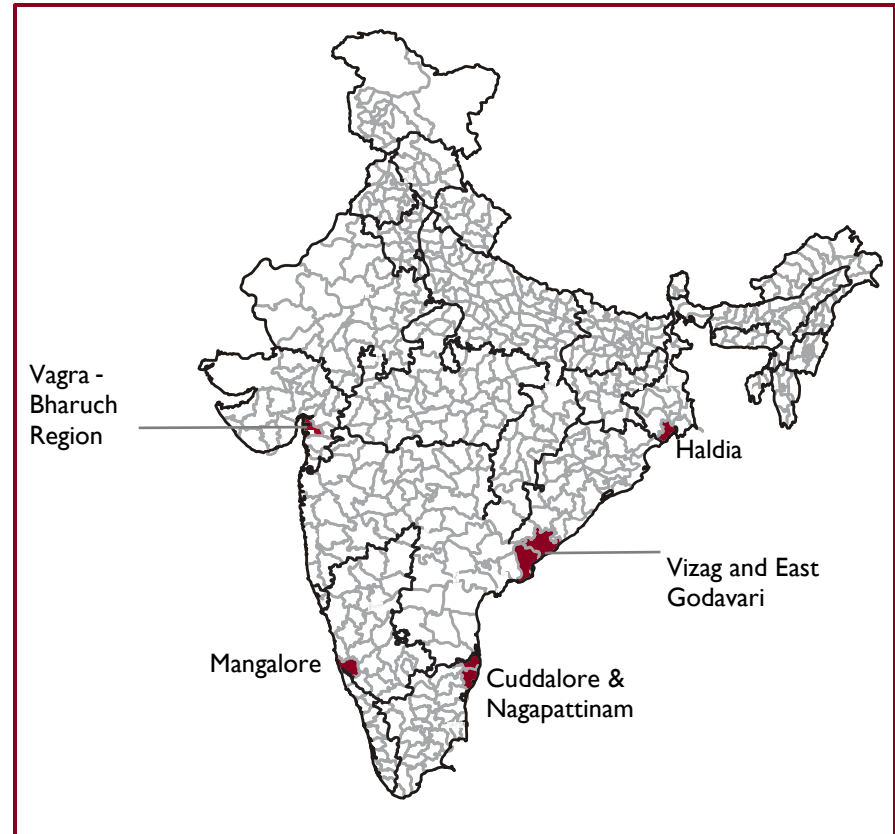 Vagra -
Bharuch
Region
Haldia
Vizag and East
Godavari
Mangalore
Cuddalore &
Nagapattinam